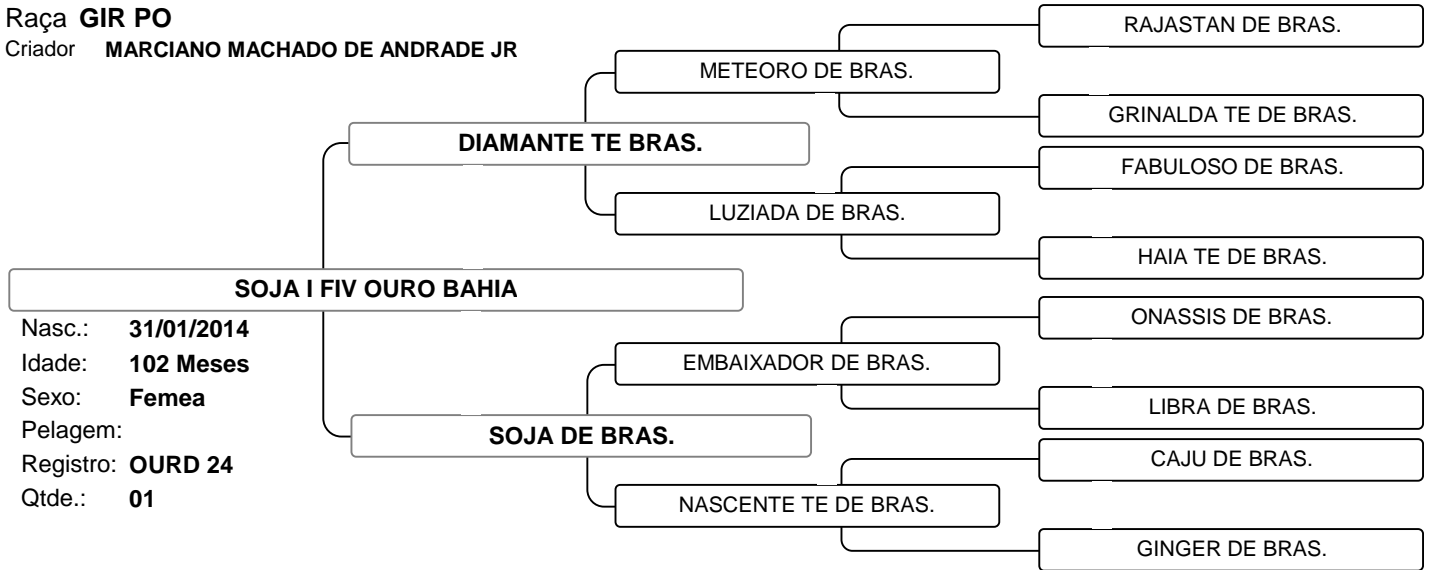 Raça GIR PO
Criador MARCIANO MACHADO DE ANDRADE JR
RAJASTAN DE BRAS.
METEORO DE BRAS.
GRINALDA TE DE BRAS.
DIAMANTE TE BRAS.
FABULOSO DE BRAS.
LUZIADA DE BRAS.
HAIA TE DE BRAS.
SOJA I FIV OURO BAHIA
Nasc.: 31/01/2014
Idade: 102 Meses
Sexo: Femea
Pelagem:
Registro: OURD 24
Qtde.: 01
ONASSIS DE BRAS.
EMBAIXADOR DE BRAS.
LIBRA DE BRAS.
SOJA DE BRAS.
CAJU DE BRAS.
NASCENTE TE DE BRAS.
GINGER DE BRAS.